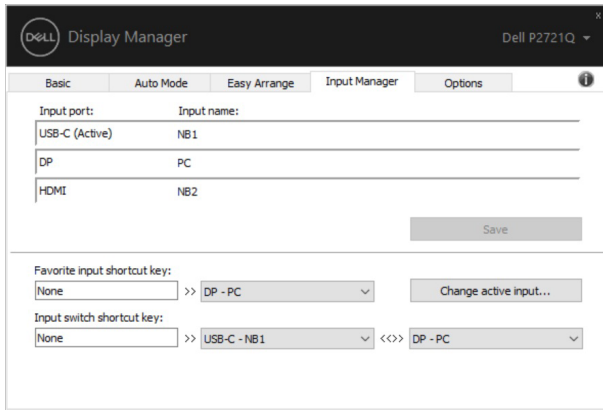 x
DELL Display Manager Dell P2721Q
Basic Auto Mode Easy Arrange Input Manager Options i
Input port: Input name:
USB-C (Active) NB1
DP PC
HDMI NB2
Save
Favorite input shortcut key:
None >> DP - PC Change active input...
Input switch shortcut key:
None >> USB-C - NB1 <<>> DP - PC